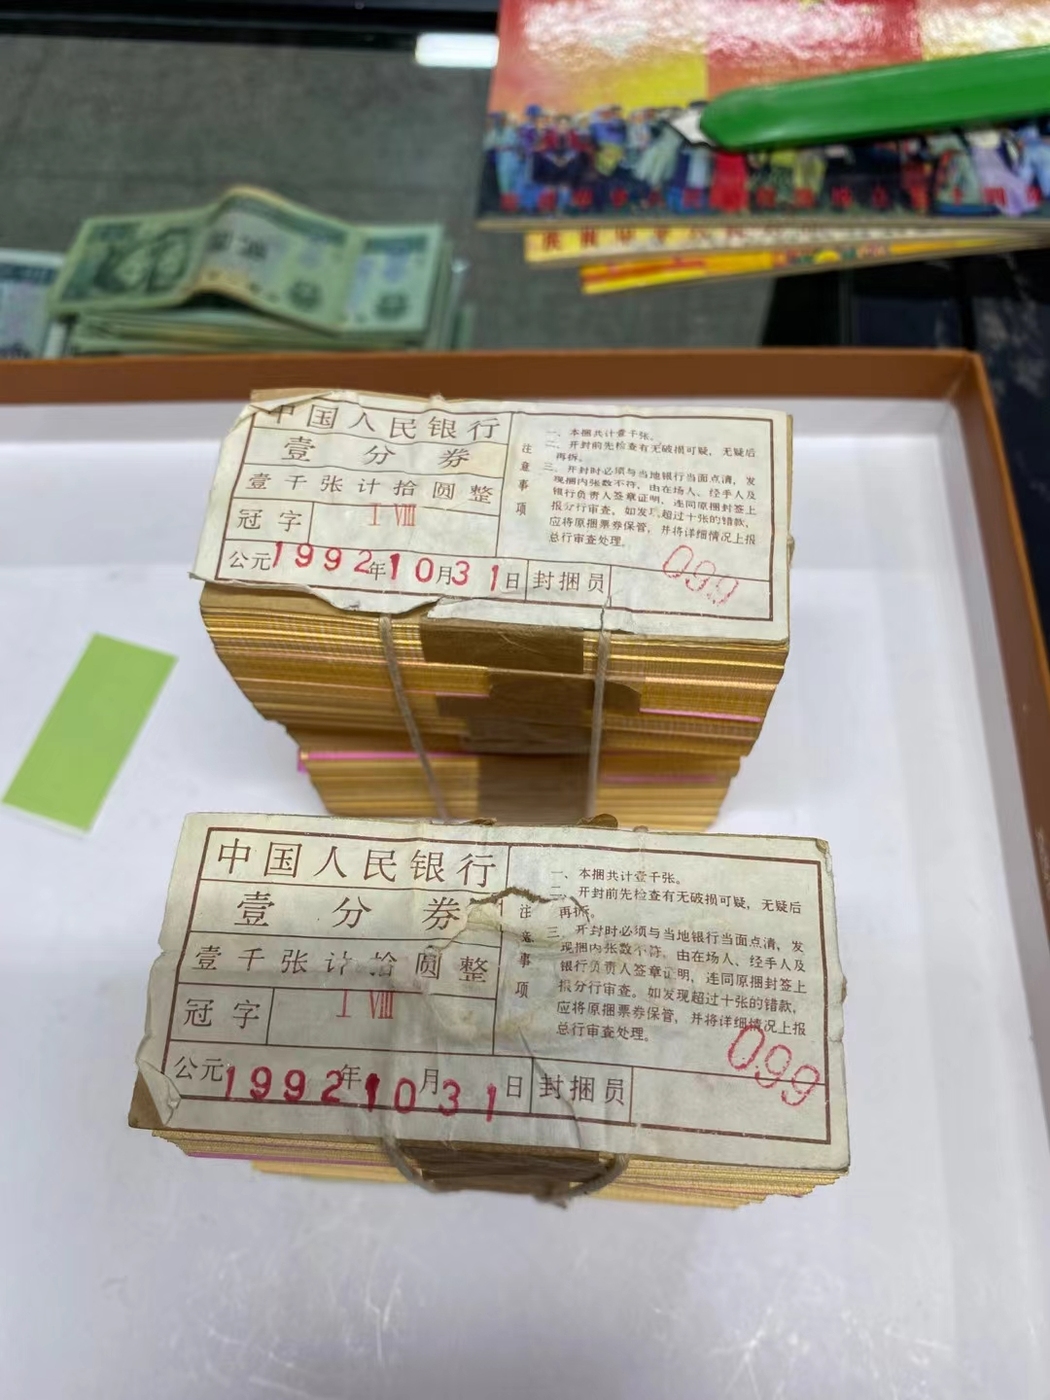 中国人民银行
壹分券
壹千张计拾圆整
冠字 I VIII
公元1992年10月31日 封捆员 099
注意事项
一、本捆共计壹千张。
二、开封前先检查有无破损可疑,无疑后
再拆。
三、开封时必须与当地银行当面点清,发
现捆内张数不符,由在场人、经手人及
银行负责人签章证明,连同原捆封签上
报分行审查。如发现超过十张的错款,
应将原捆票券保管,并将详细情况上报
总行审查处理。
中国人民银行
壹分券
壹千张计拾圆整
冠字 I VIII
公元1992年10月31日 封捆员 099
注意事项
一、本捆共计壹千张。
二、开封前先检查有无破损可疑,无疑后
再拆。
三、开封时必须与当地银行当面点清,发
现捆内张数不符,由在场人、经手人及
银行负责人签章证明,连同原捆封签上
报分行审查。如发现超过十张的错款,
应将原捆票券保管,并将详细情况上报
总行审查处理。